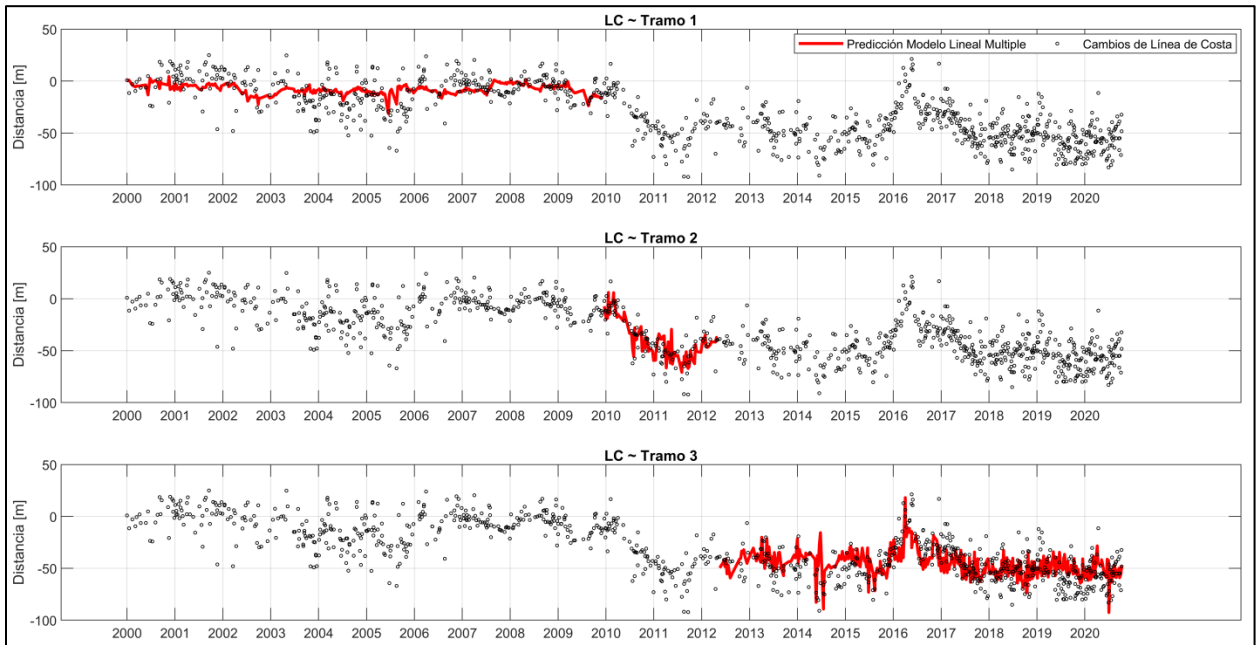 LC ~ Tramo 1
Predicción Modelo Lineal Multiple
Cambios de Línea de Costa
Distancia [m]
50
0
-50
-100
2000 2001 2002 2003 2004 2005 2006 2007 2008 2009 2010 2011 2012 2013 2014 2015 2016 2017 2018 2019 2020
LC ~ Tramo 2
Distancia [m]
50
0
-50
-100
2000 2001 2002 2003 2004 2005 2006 2007 2008 2009 2010 2011 2012 2013 2014 2015 2016 2017 2018 2019 2020
LC ~ Tramo 3
Distancia [m]
50
0
-50
-100
2000 2001 2002 2003 2004 2005 2006 2007 2008 2009 2010 2011 2012 2013 2014 2015 2016 2017 2018 2019 2020